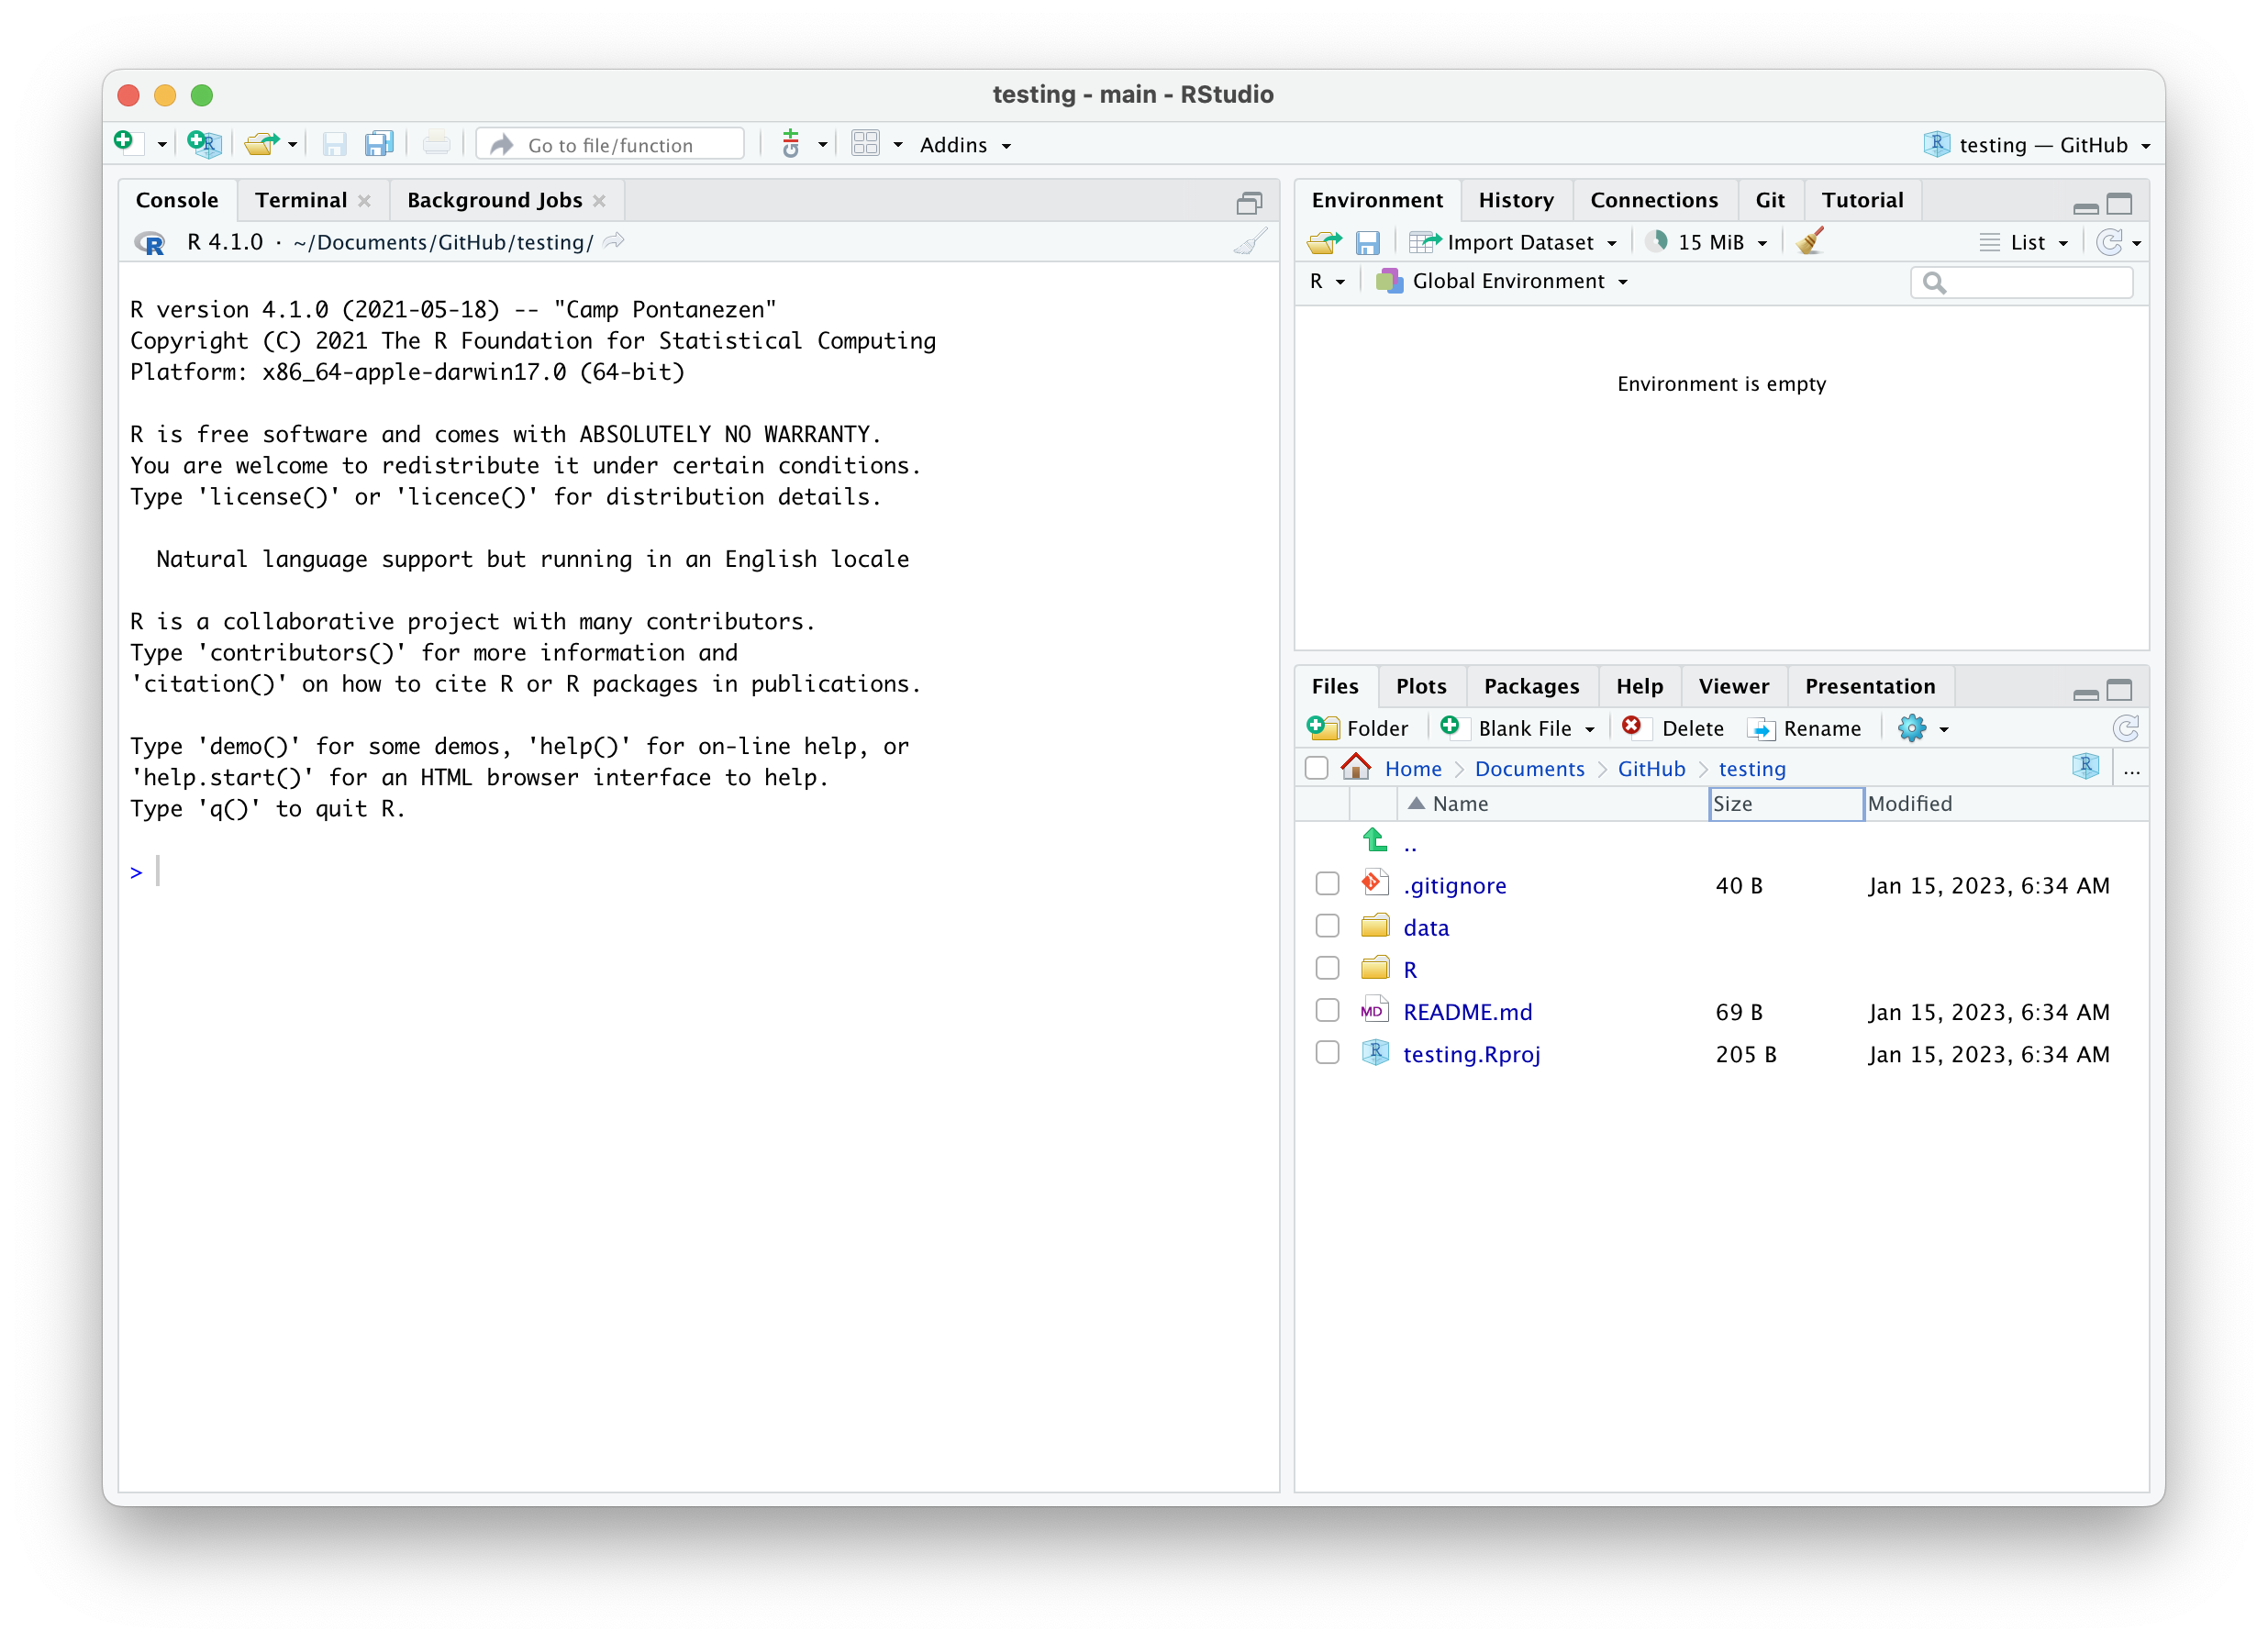 testing - main - RStudio
Go to file/function
Git
Addins
testing — GitHub
Console
Terminal
Background Jobs
R 4.1.0 · ~/Documents/GitHub/testing/
R version 4.1.0 (2021-05-18) -- "Camp Pontanezen"
Copyright (C) 2021 The R Foundation for Statistical Computing
Platform: x86_64-apple-darwin17.0 (64-bit)
R is free software and comes with ABSOLUTELY NO WARRANTY.
You are welcome to redistribute it under certain conditions.
Type 'license()' or 'licence()' for distribution details.
Natural language support but running in an English locale
R is a collaborative project with many contributors.
Type 'contributors()' for more information and
'citation()' on how to cite R or R packages in publications.
Type 'demo()' for some demos, 'help()' for on-line help, or
'help.start()' for an HTML browser interface to help.
Type 'q()' to quit R.
>
Environment History Connections Git Tutorial
Import Dataset 15 MiB List
R Global Environment
Environment is empty
Files Plots Packages Help Viewer Presentation
Folder Blank File Delete Rename
Home > Documents > GitHub > testing ...
Name Size Modified
..
.gitignore 40 B Jan 15, 2023, 6:34 AM
data
R
MD README.md 69 B Jan 15, 2023, 6:34 AM
testing.Rproj 205 B Jan 15, 2023, 6:34 AM